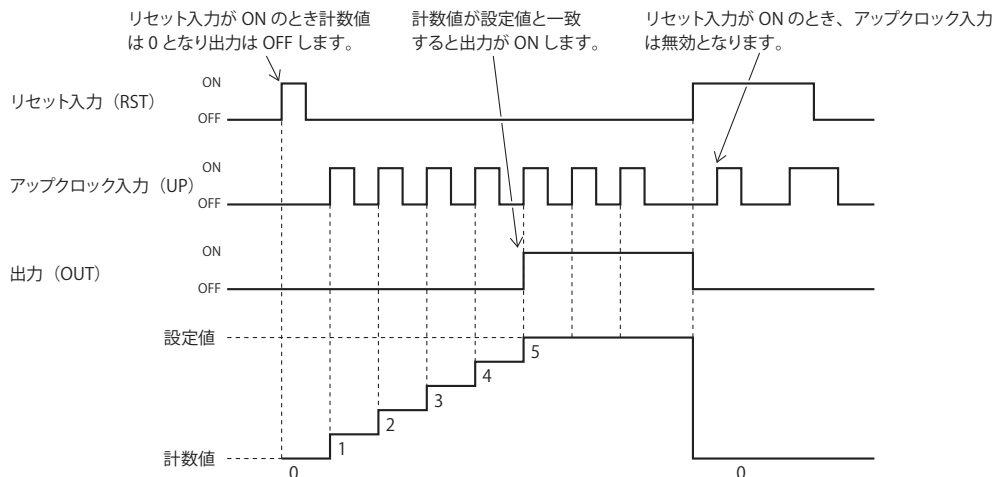 リセット入力が ON のとき計数値
は 0 となり出力は OFF します。
計数値が設定値と一致
すると出力が ON します。
リセット入力が ON のとき、アップクロック入力
は無効となります。
リセット入力（RST）
ON
OFF
アップクロック入力（UP）
ON
OFF
出力（OUT）
ON
OFF
設定値
5
4
3
2
1
計数値
0
0